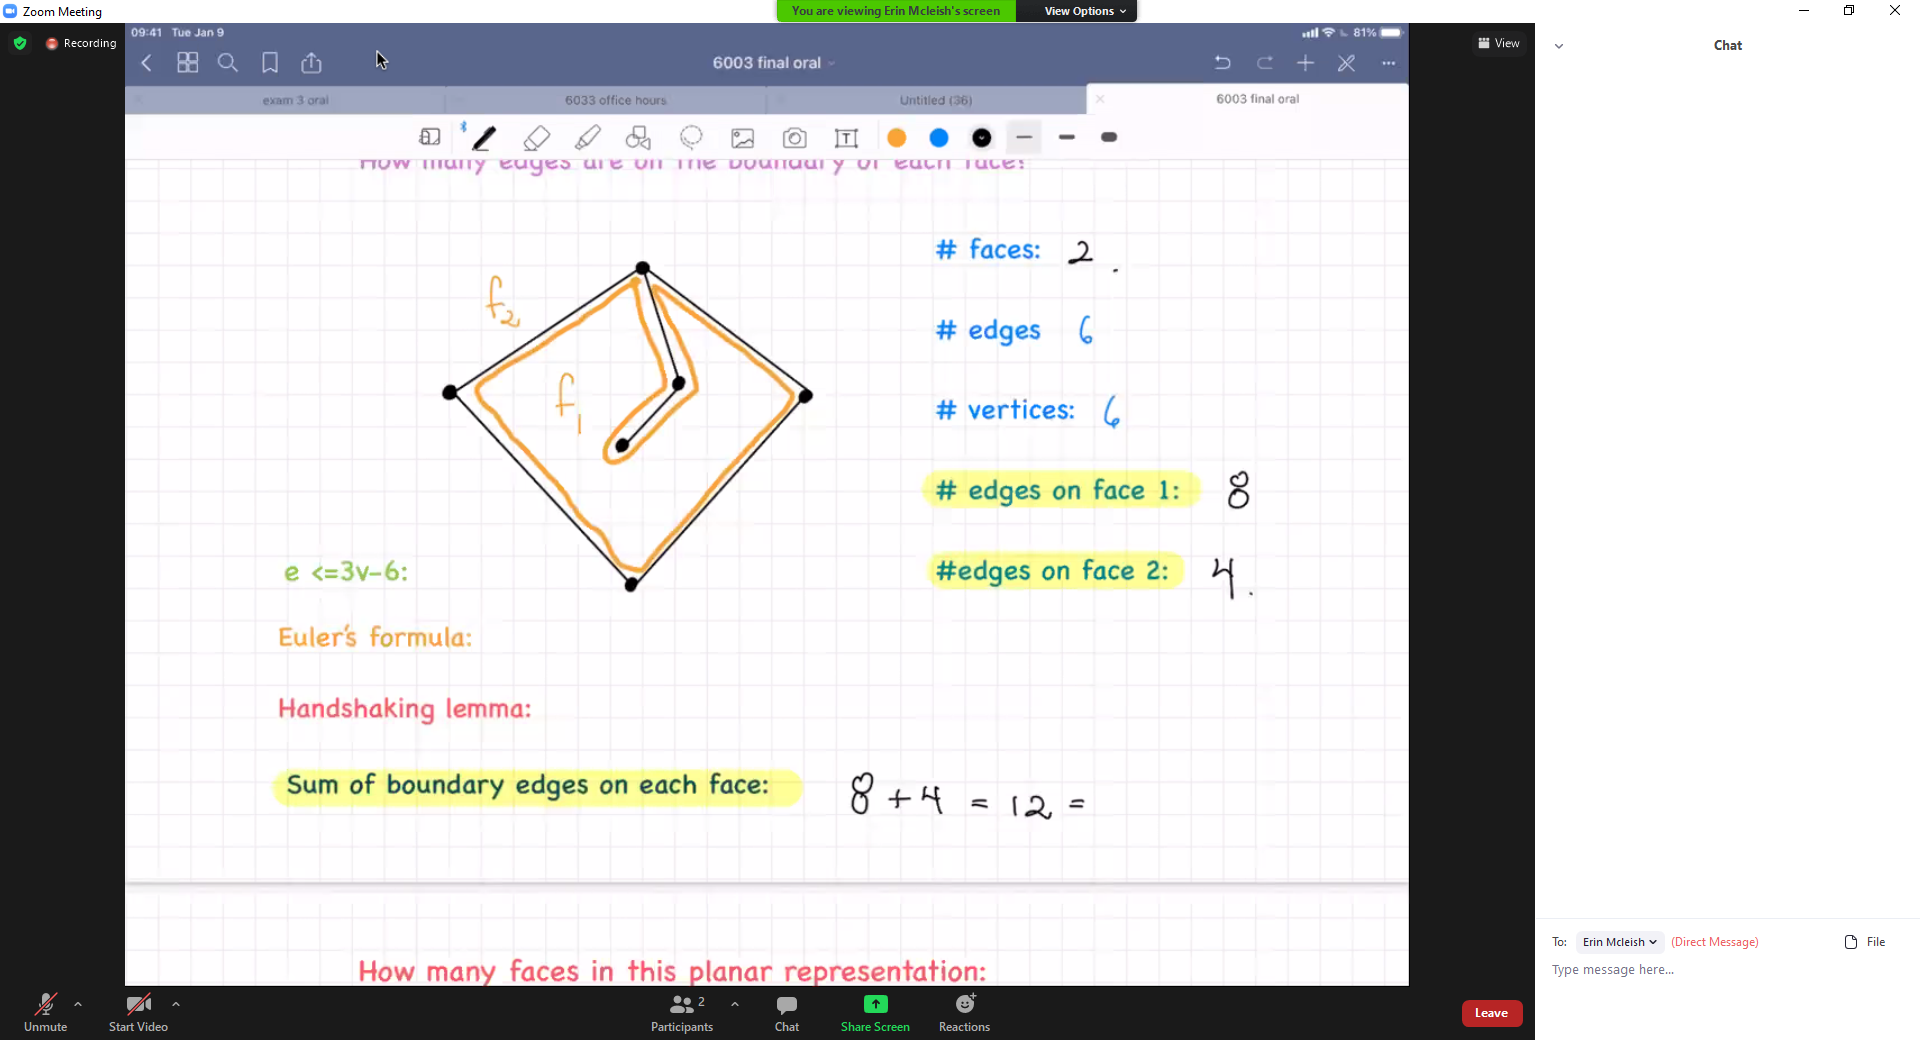 Zoom Meeting
You are viewing Erin Mcleish's screen
View Options
Recording
09:41 Tue Jan 9
81%
View
Chat
6003 final oral
exam 3 oral
6033 office hours
Untitled (36)
6003 final oral
T
How many edges are on the boundary of each face?
# faces: 2.
f2
# edges 6
f1
# vertices: 6
# edges on face 1: 8
e <=3v-6:
#edges on face 2: 4.
Euler's formula:
Handshaking lemma:
Sum of boundary edges on each face: 8 + 4 = 12 =
How many faces in this planar representation:
To: Erin Mcleish (Direct Message)
File
Type message here...
Unmute
Start Video
2
Participants
Chat
Share Screen
Reactions
Leave